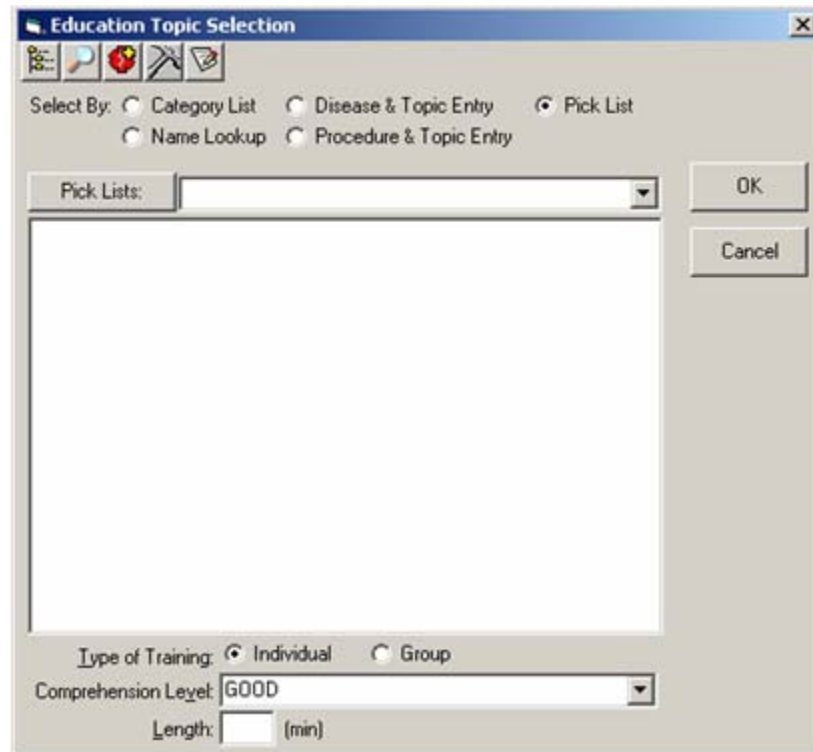 Education Topic Selection
Select By: Category List Disease & Topic Entry Pick List
Name Lookup Procedure & Topic Entry
Pick Lists: OK
Cancel
Type of Training: Individual Group
Comprehension Level: GOOD
Length: (min)